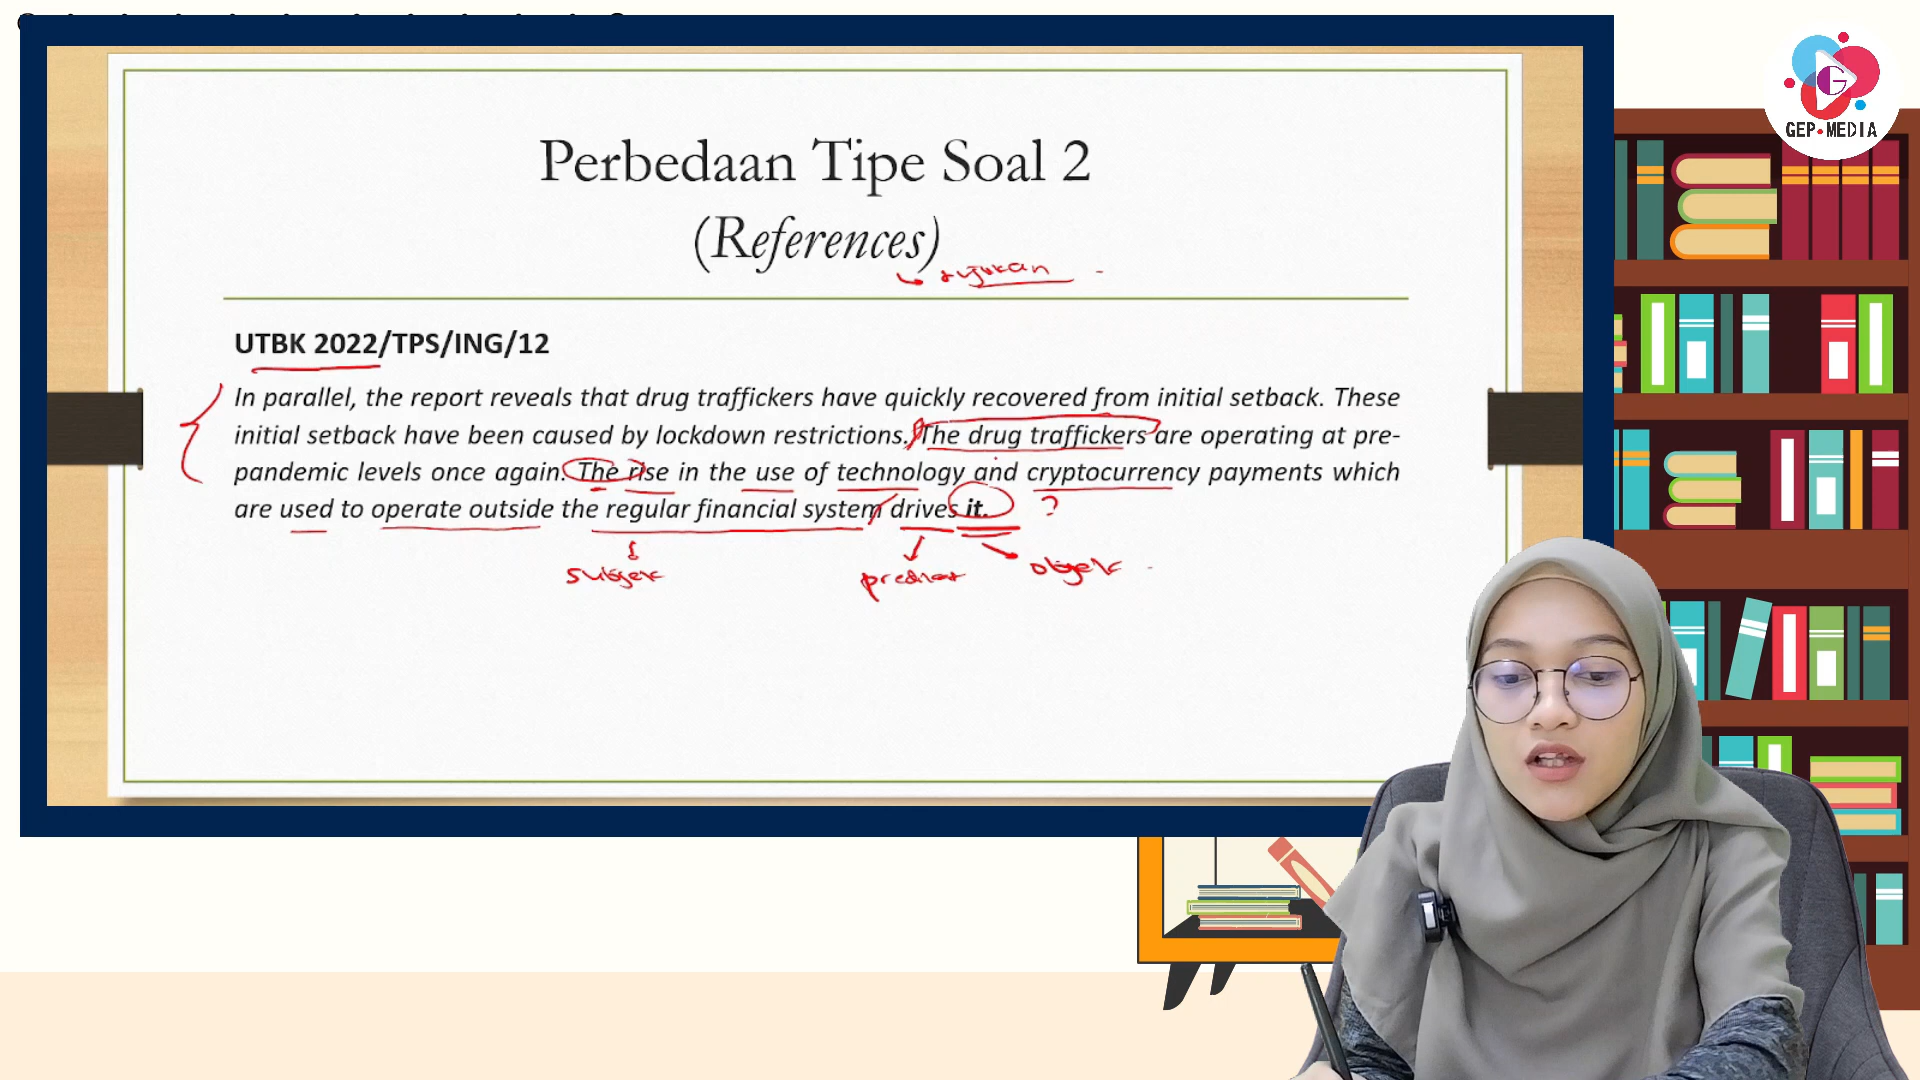 Perbedaan Tipe Soal 2
(References)
rujukan
UTBK 2022/TPS/ING/12
In parallel, the report reveals that drug traffickers have quickly recovered from initial setback. These
initial setback have been caused by lockdown restrictions. The drug traffickers are operating at pre-
pandemic levels once again. The rise in the use of technology and cryptocurrency payments which
are used to operate outside the regular financial system drives it. ?
subjek predikat objek
GEP•MEDIA
G